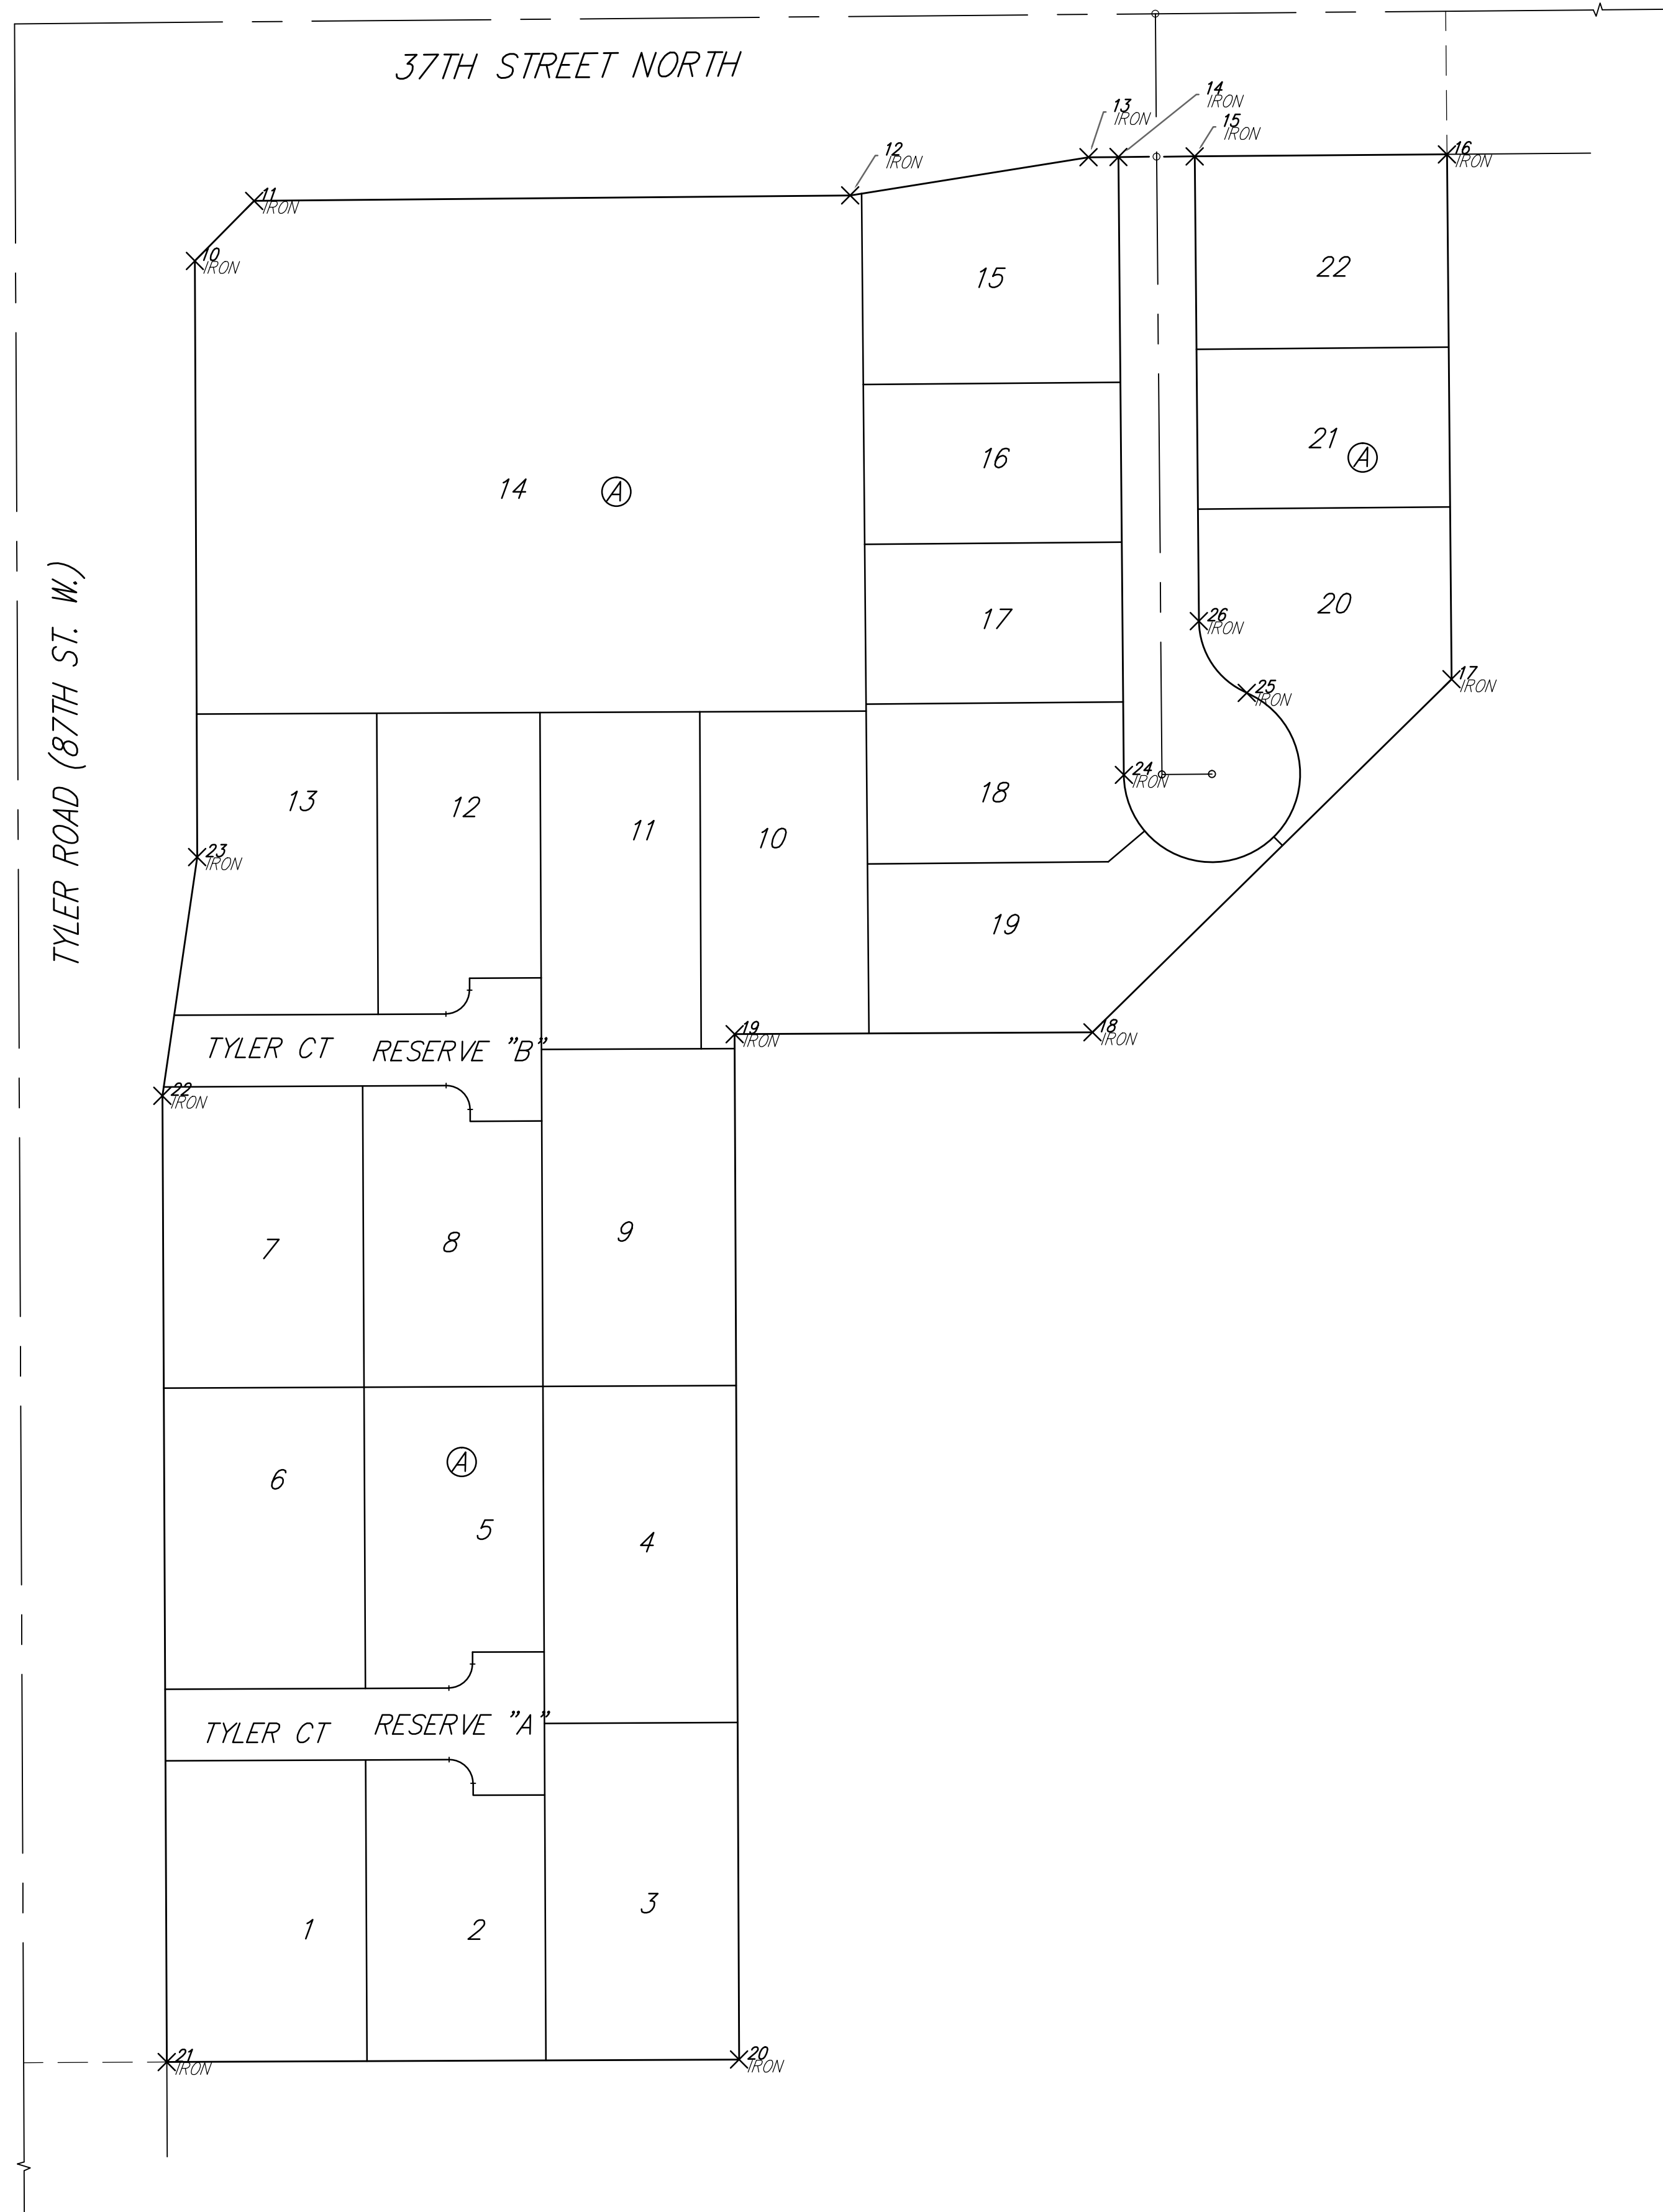 37TH STREET NORTH
14
IRON
13
IRON
15
IRON
12
IRON
16
IRON
11
IRON
10
IRON
15
22
16
21
A
14
A
TYLER ROAD (87TH ST. W.)
17
20
26
IRON
25
IRON
17
IRON
24
IRON
18
13
12
11
10
23
IRON
19
TYLER CT
RESERVE "B"
19
IRON
18
IRON
22
IRON
7
8
9
A
6
5
4
TYLER CT
RESERVE "A"
1
2
3
21
IRON
20
IRON